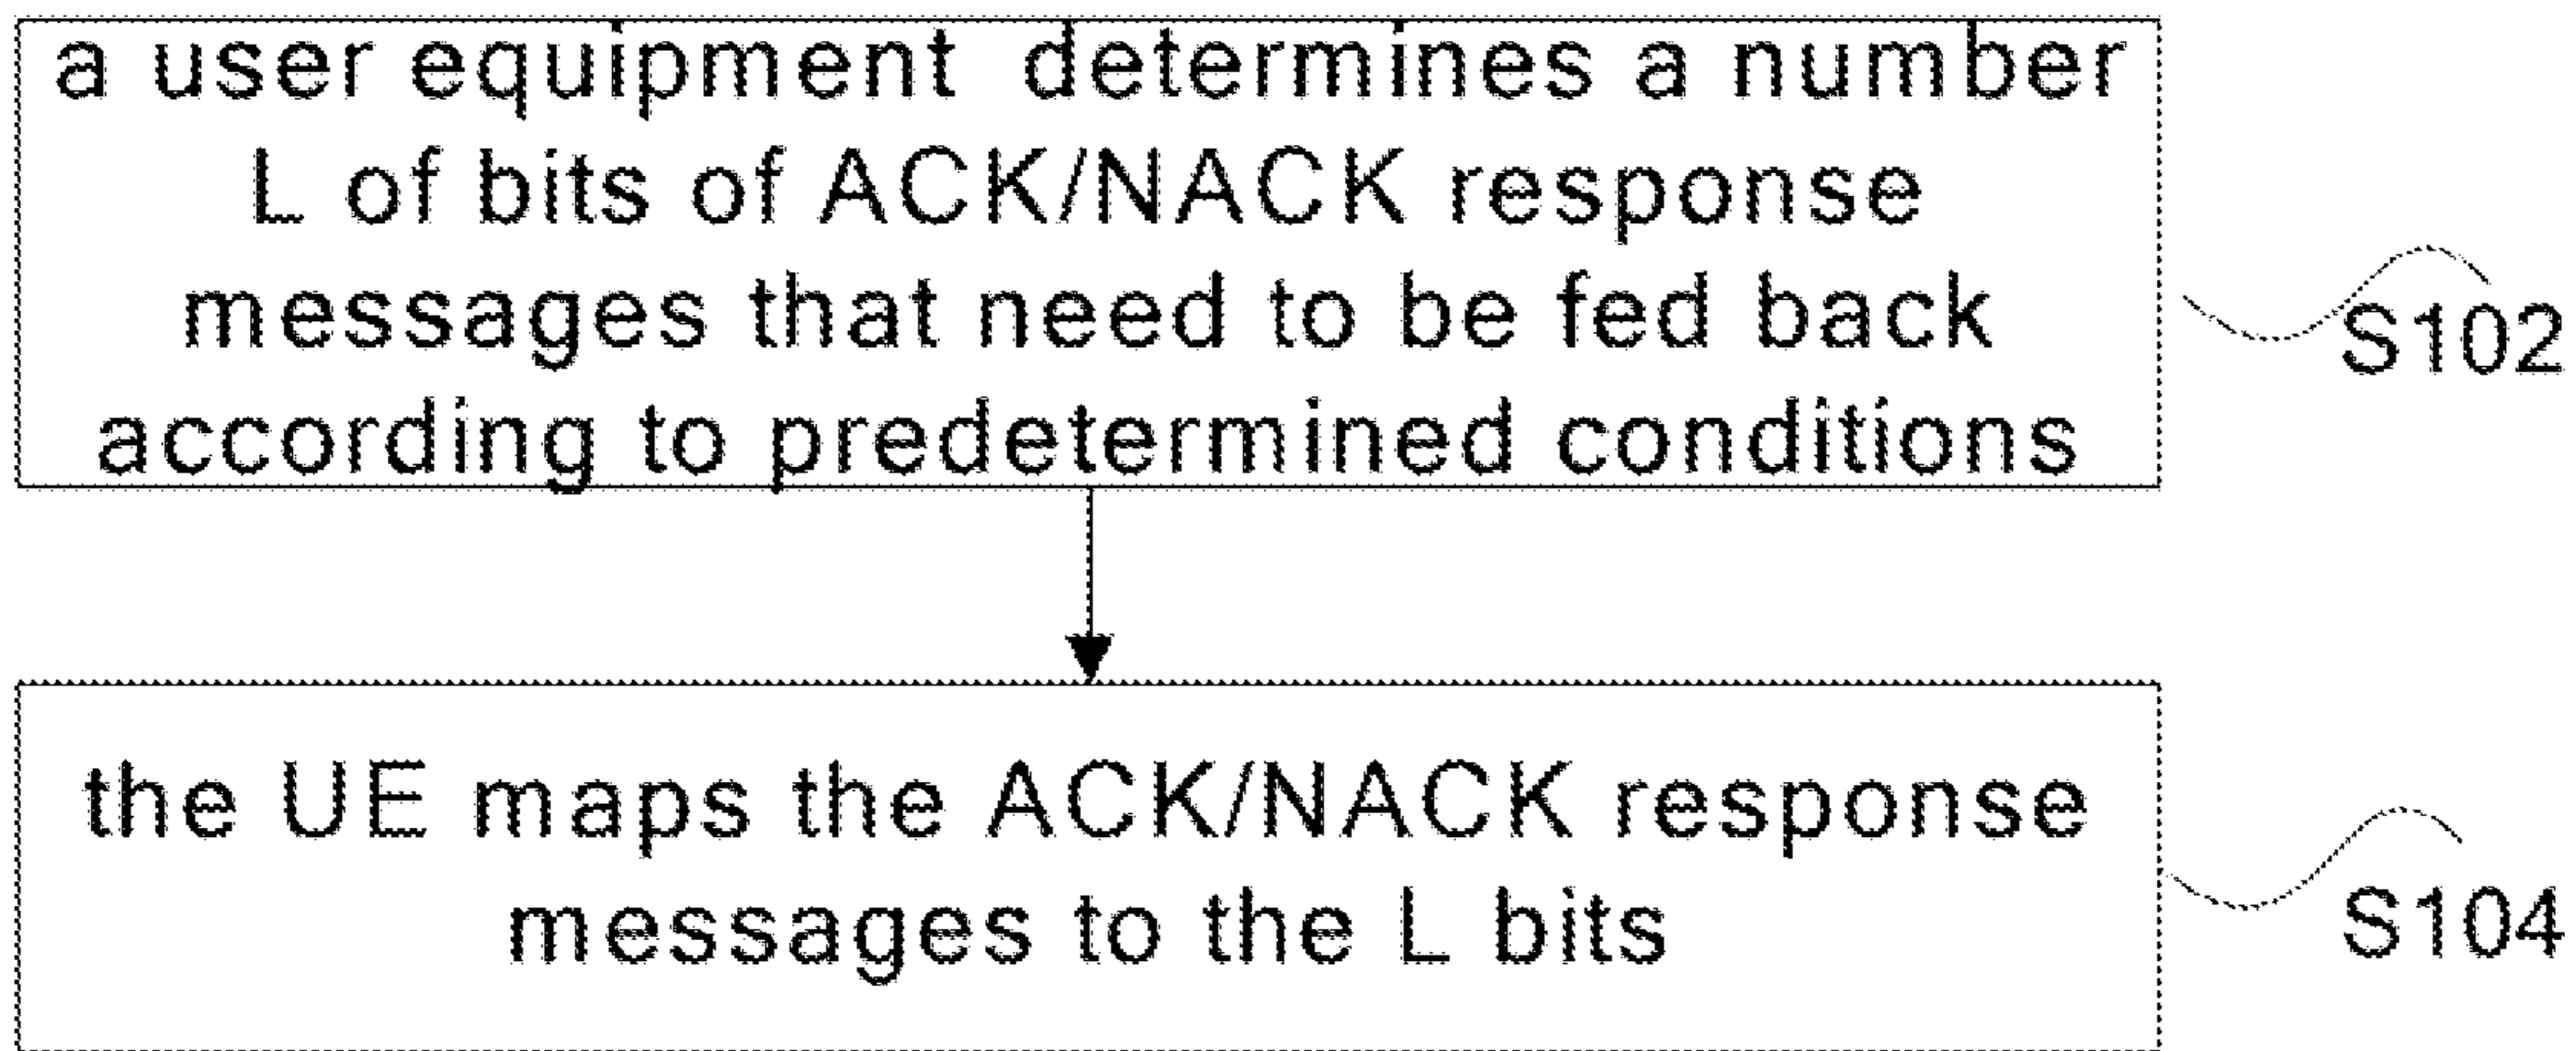 a user equipment determines a number
L of bits of ACK/NACK response
messages that need to be fed back
according to predetermined conditions
S102
the UE maps the ACK/NACK response
messages to the L bits
S104